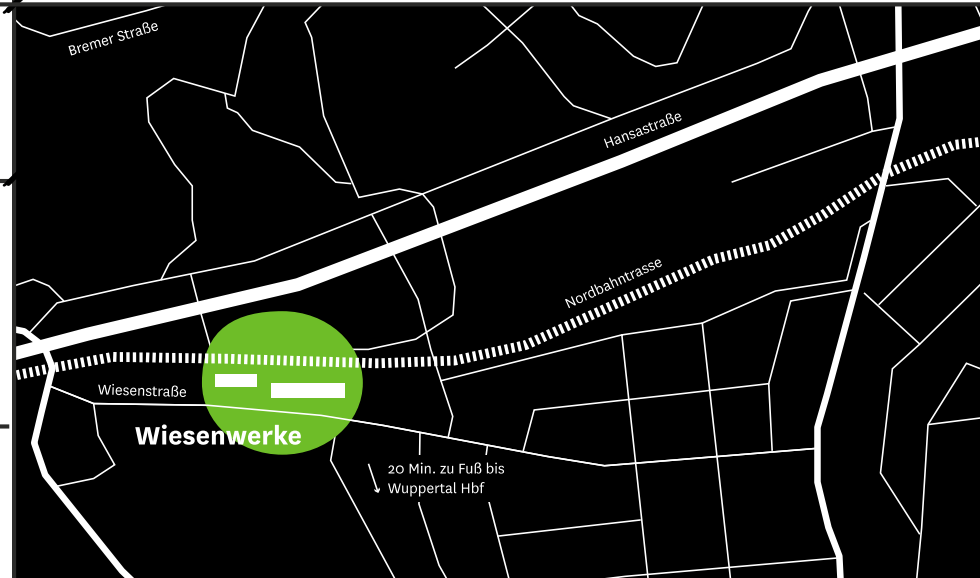 Bremer Straße
Hansastraße
Nordbahntrasse
Wiesenstraße
Wiesenwerke
20 Min. zu Fuß bis
Wuppertal Hbf